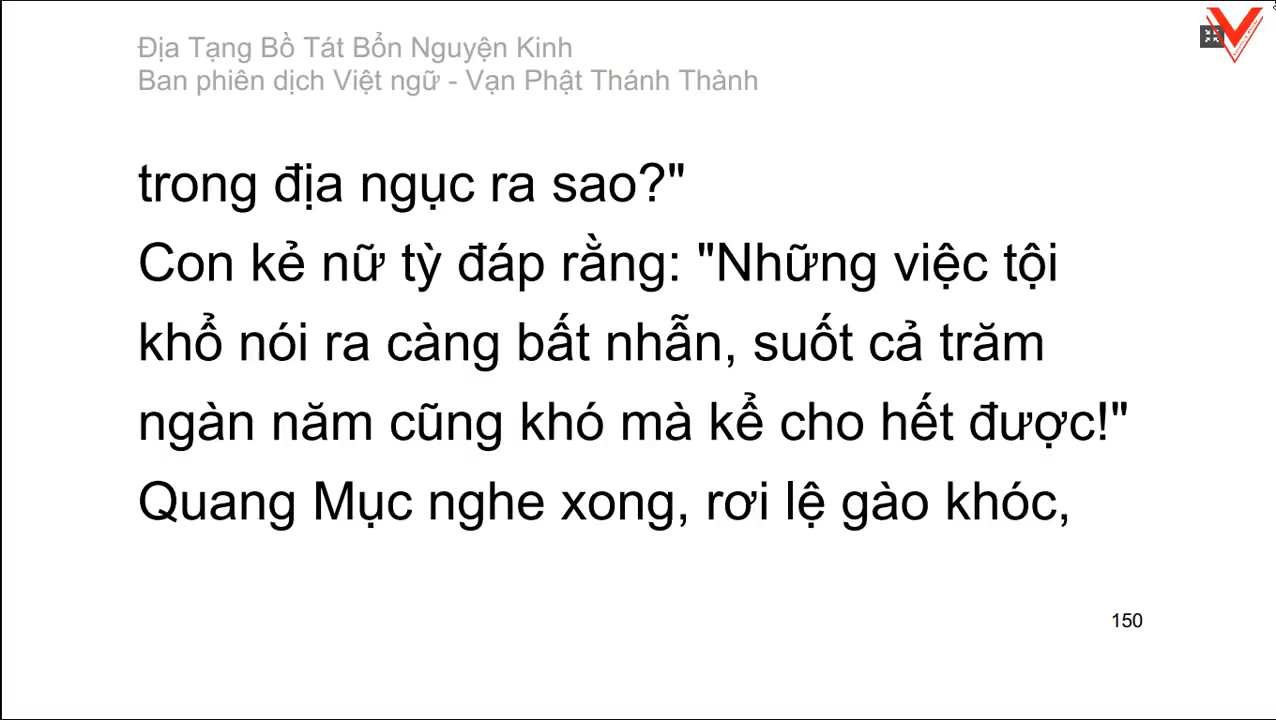 Địa Tạng Bồ Tát Bổn Nguyện Kinh
Ban phiên dịch Việt ngữ - Vạn Phật Thánh Thành
trong địa ngục ra sao?"
Con kẻ nữ tỳ đáp rằng: "Những việc tội
khổ nói ra càng bất nhẫn, suốt cả trăm
ngàn năm cũng khó mà kể cho hết được!"
Quang Mục nghe xong, rơi lệ gào khóc,
150